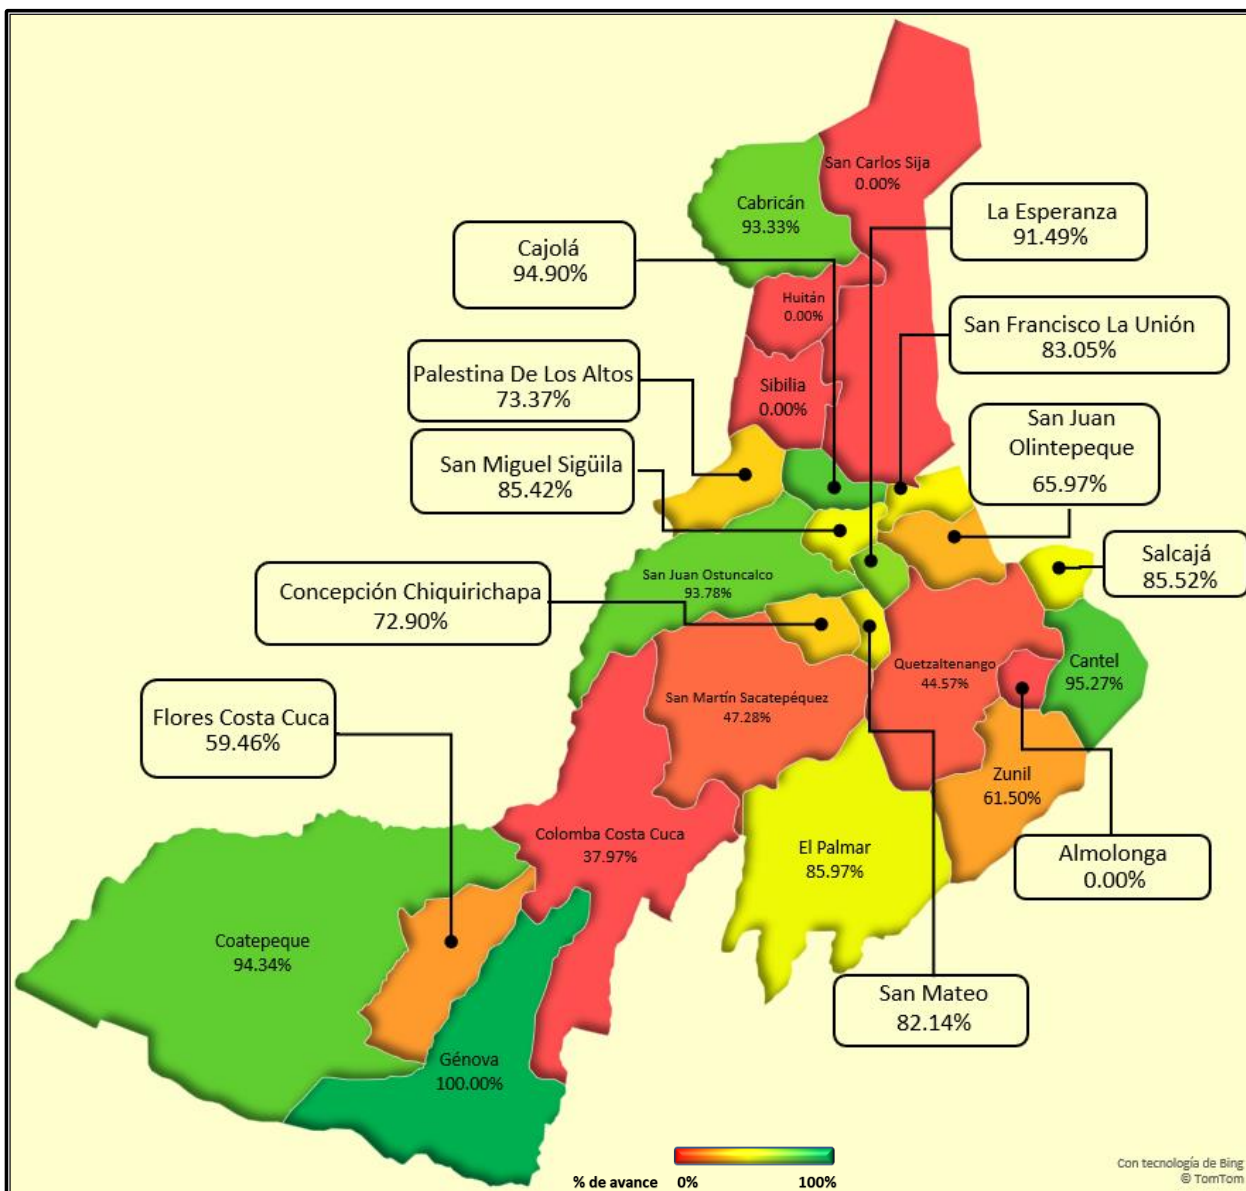 San Carlos Sija
0.00%
Cabricán
93.33%
La Esperanza
91.49%
Cajolá
94.90%
Huitán
0.00%
San Francisco La Unión
83.05%
Palestina De Los Altos
73.37%
Sibilia
0.00%
San Juan
Olintepeque
65.97%
San Miguel Sigüila
85.42%
Salcajá
85.52%
San Juan Ostuncalco
93.78%
Concepción Chiquirichapa
72.90%
Quetzaltenango
44.57%
Cantel
95.27%
San Martín Sacatepéquez
47.28%
Flores Costa Cuca
59.46%
Zunil
61.50%
Colomba Costa Cuca
37.97%
El Palmar
85.97%
Almolonga
0.00%
Coatepeque
94.34%
San Mateo
82.14%
Génova
100.00%
% de avance 0% 100%
Con tecnología de Bing
© TomTom